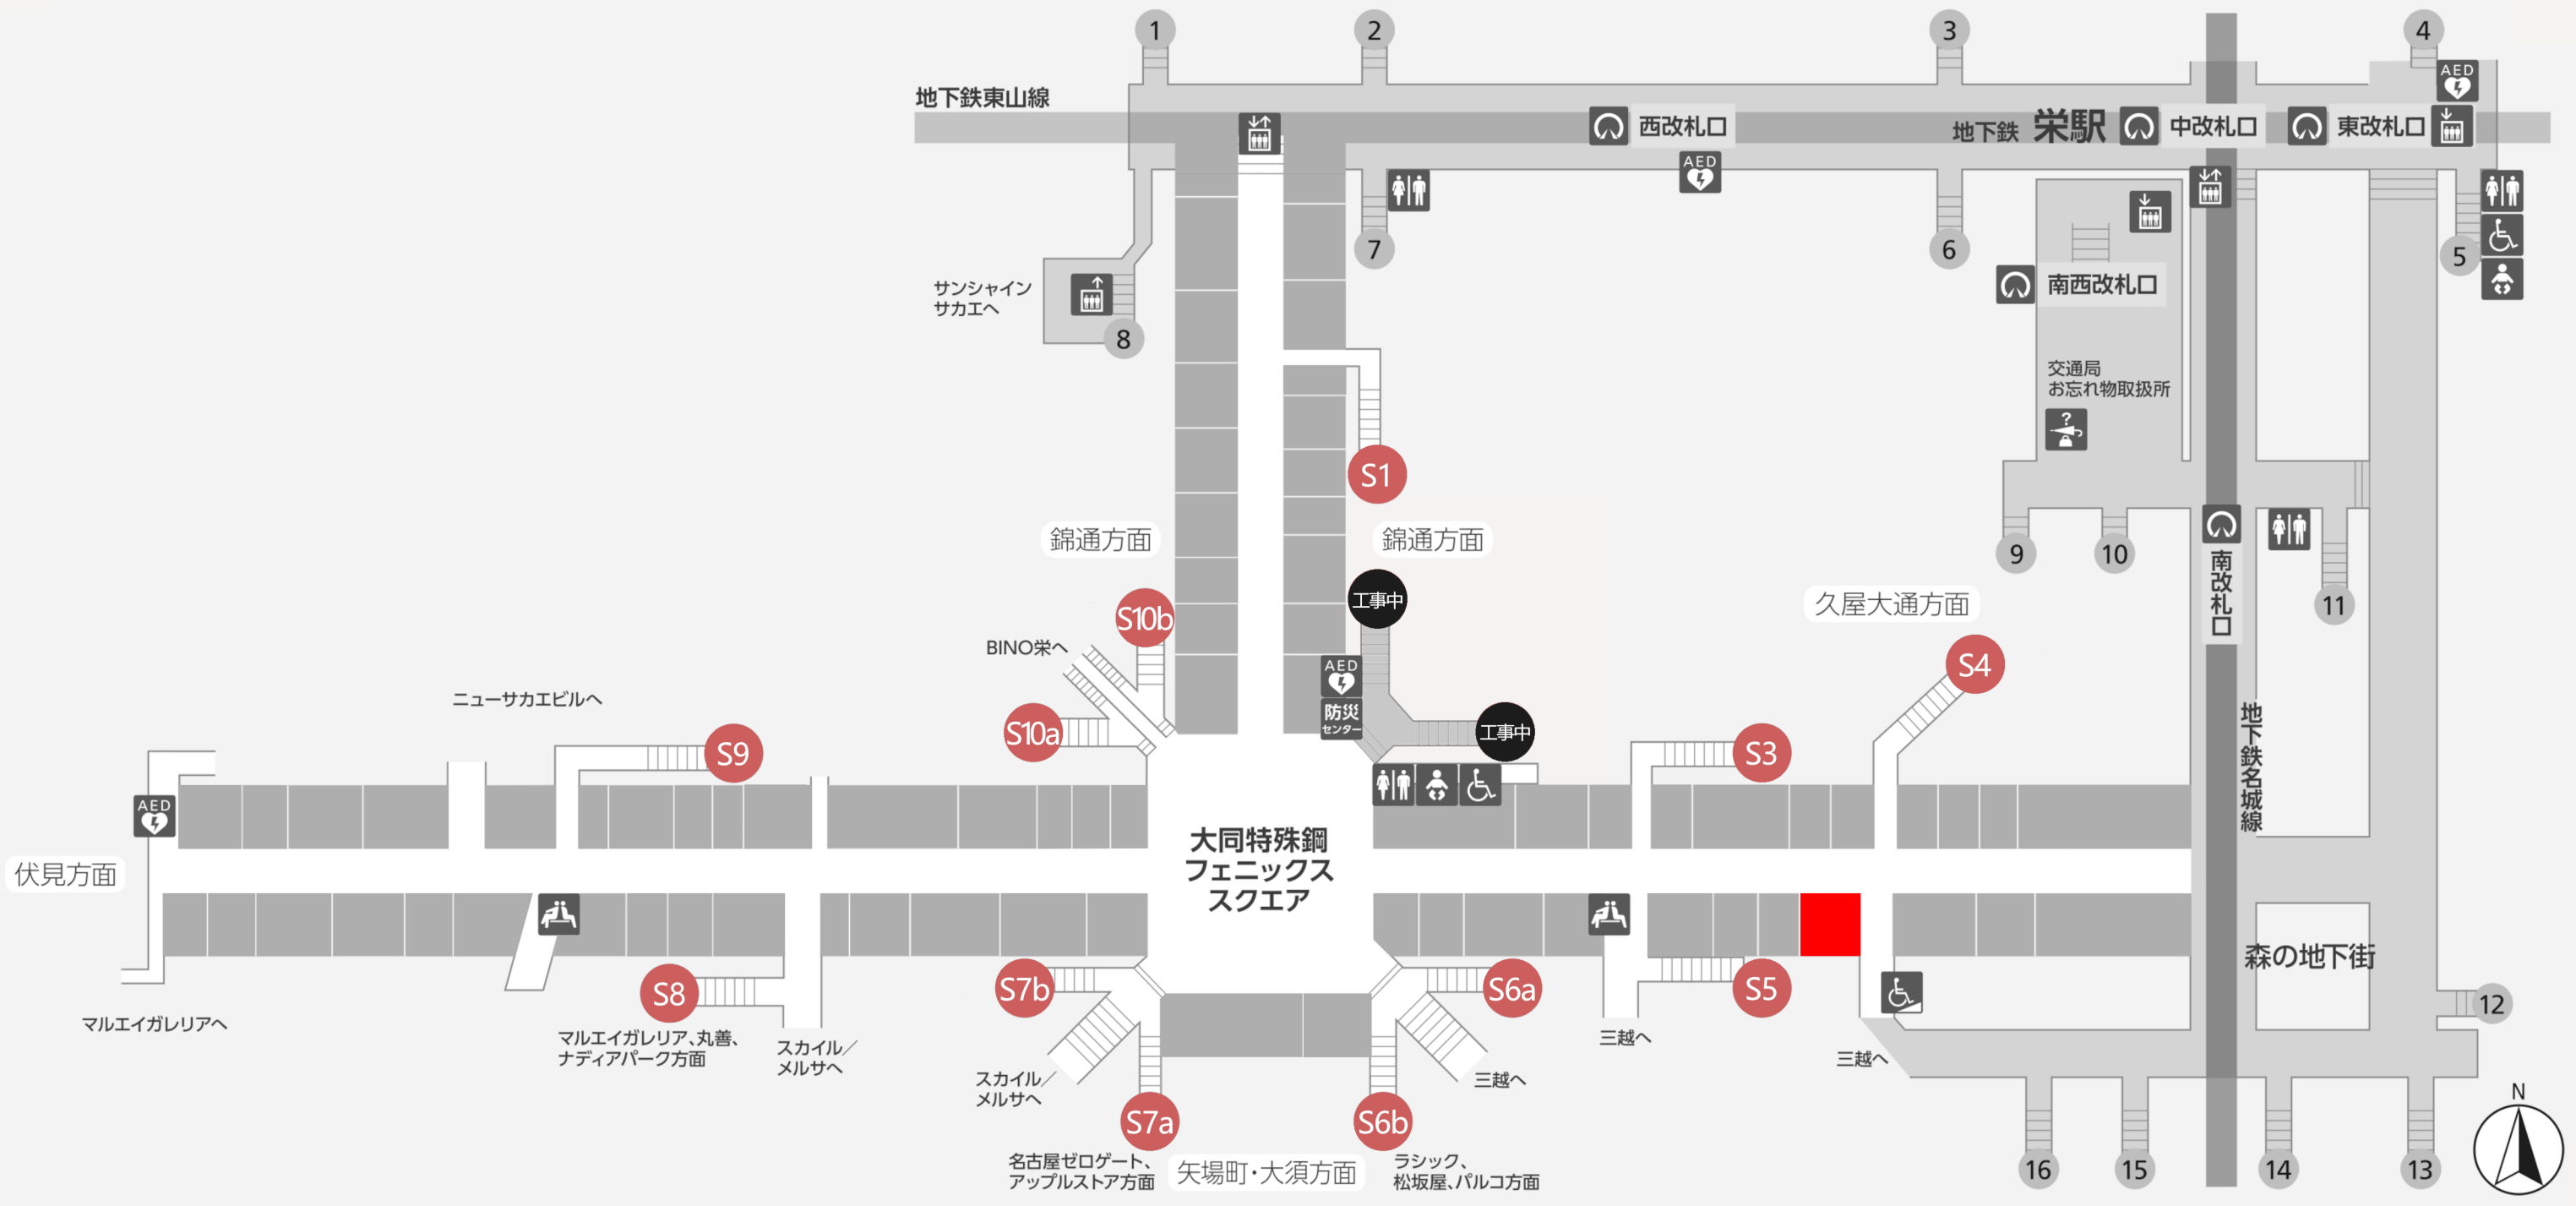 1
2
3
4
AED
地下鉄東山線
西改札口
地下鉄 栄駅
中改札口
東改札口
AED
7
6
5
サンシャイン
サカエへ
8
南西改札口
交通局
お忘れ物取扱所
?
S1
錦通方面
錦通方面
9
10
南改札口
11
工事中
久屋大通方面
S10b
BINO栄へ
AED
防災
センター
S4
ニューサカエビルへ
S10a
工事中
S9
S3
地下鉄名城線
AED
伏見方面
大同特殊鋼
フェニックス
スクエア
森の地下街
S8
S7b
S6a
S5
12
マルエイガレリアへ
マルエイガレリア、丸善、
ナディアパーク方面
スカイル／
メルサへ
スカイル／
メルサへ
三越へ
三越へ
三越へ
S7a
S6b
名古屋ゼロゲート、
アップルストア方面
矢場町・大須方面
ラシック、
松坂屋、パルコ方面
16
15
14
13
N